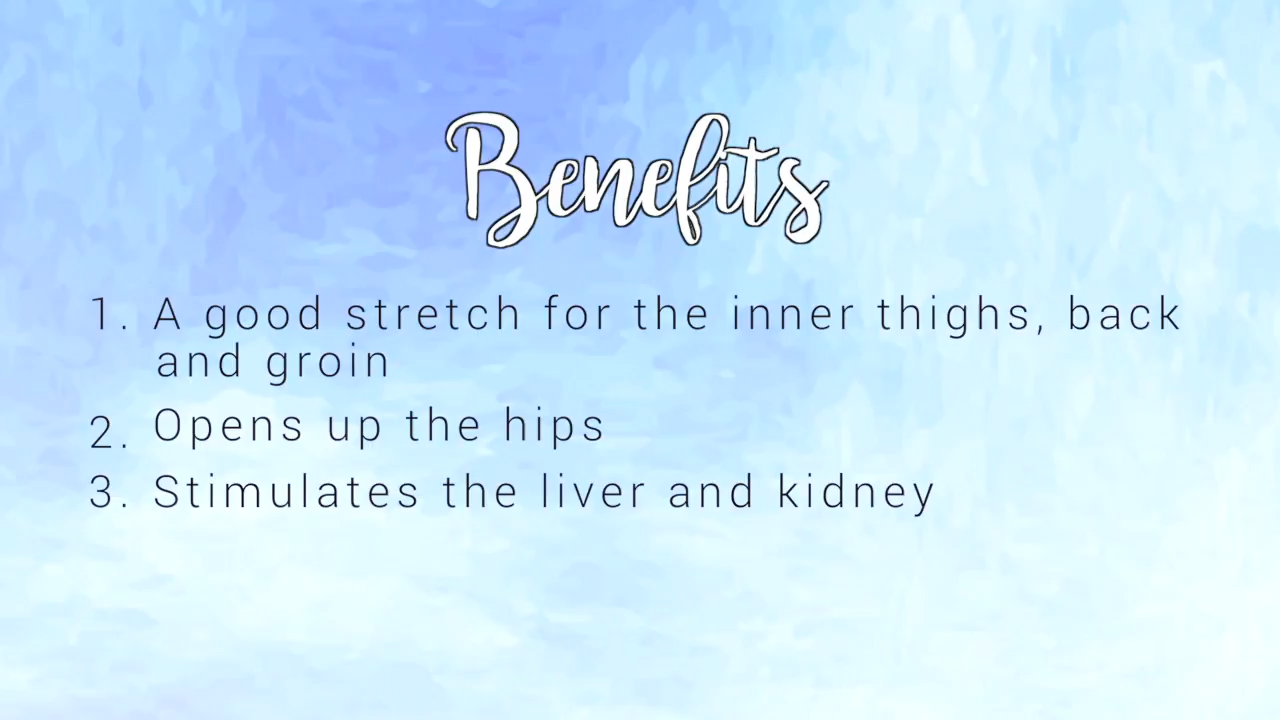 Benefits
1. A good stretch for the inner thighs, back
and groin
2. Opens up the hips
3. Stimulates the liver and kidney